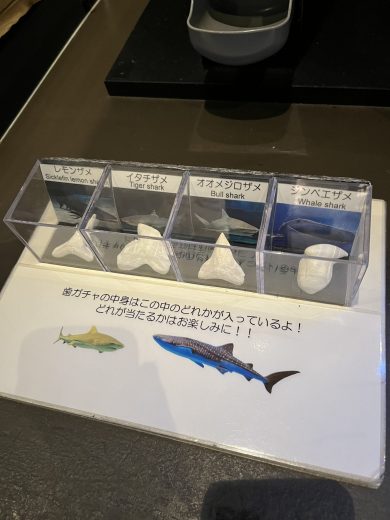 レモンザメ
Sicklefin lemon sh
イタチザメ
Tiger shark
オオメジロザメ
Bull shark
ジンベエザメ
Whale shark
歯ガチャの中身はこの中のどれかが入っているよ！
どれが当たるかはお楽しみに！！